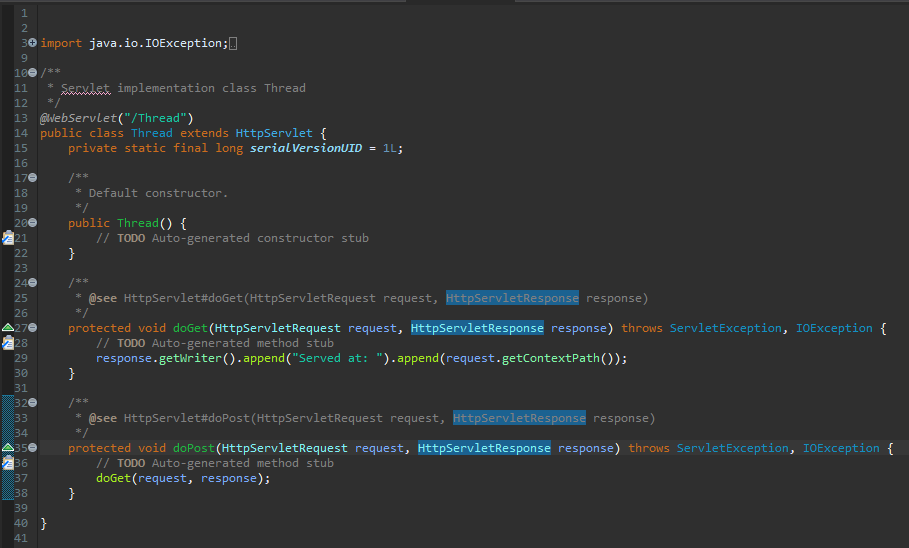 1
2
3 import java.io.IOException;
9
10 /**
11  * Servlet implementation class Thread
12  */
13 @WebServlet("/Thread")
14 public class Thread extends HttpServlet {
15     private static final long serialVersionUID = 1L;
16
17     /**
18      * Default constructor.
19      */
20     public Thread() {
21         // TODO Auto-generated constructor stub
22     }
23
24     /**
25      * @see HttpServlet#doGet(HttpServletRequest request, HttpServletResponse response)
26      */
27     protected void doGet(HttpServletRequest request, HttpServletResponse response) throws ServletException, IOException {
28         // TODO Auto-generated method stub
29         response.getWriter().append("Served at: ").append(request.getContextPath());
30     }
31
32     /**
33      * @see HttpServlet#doPost(HttpServletRequest request, HttpServletResponse response)
34      */
35     protected void doPost(HttpServletRequest request, HttpServletResponse response) throws ServletException, IOException {
36         // TODO Auto-generated method stub
37         doGet(request, response);
38     }
39
40 }
41